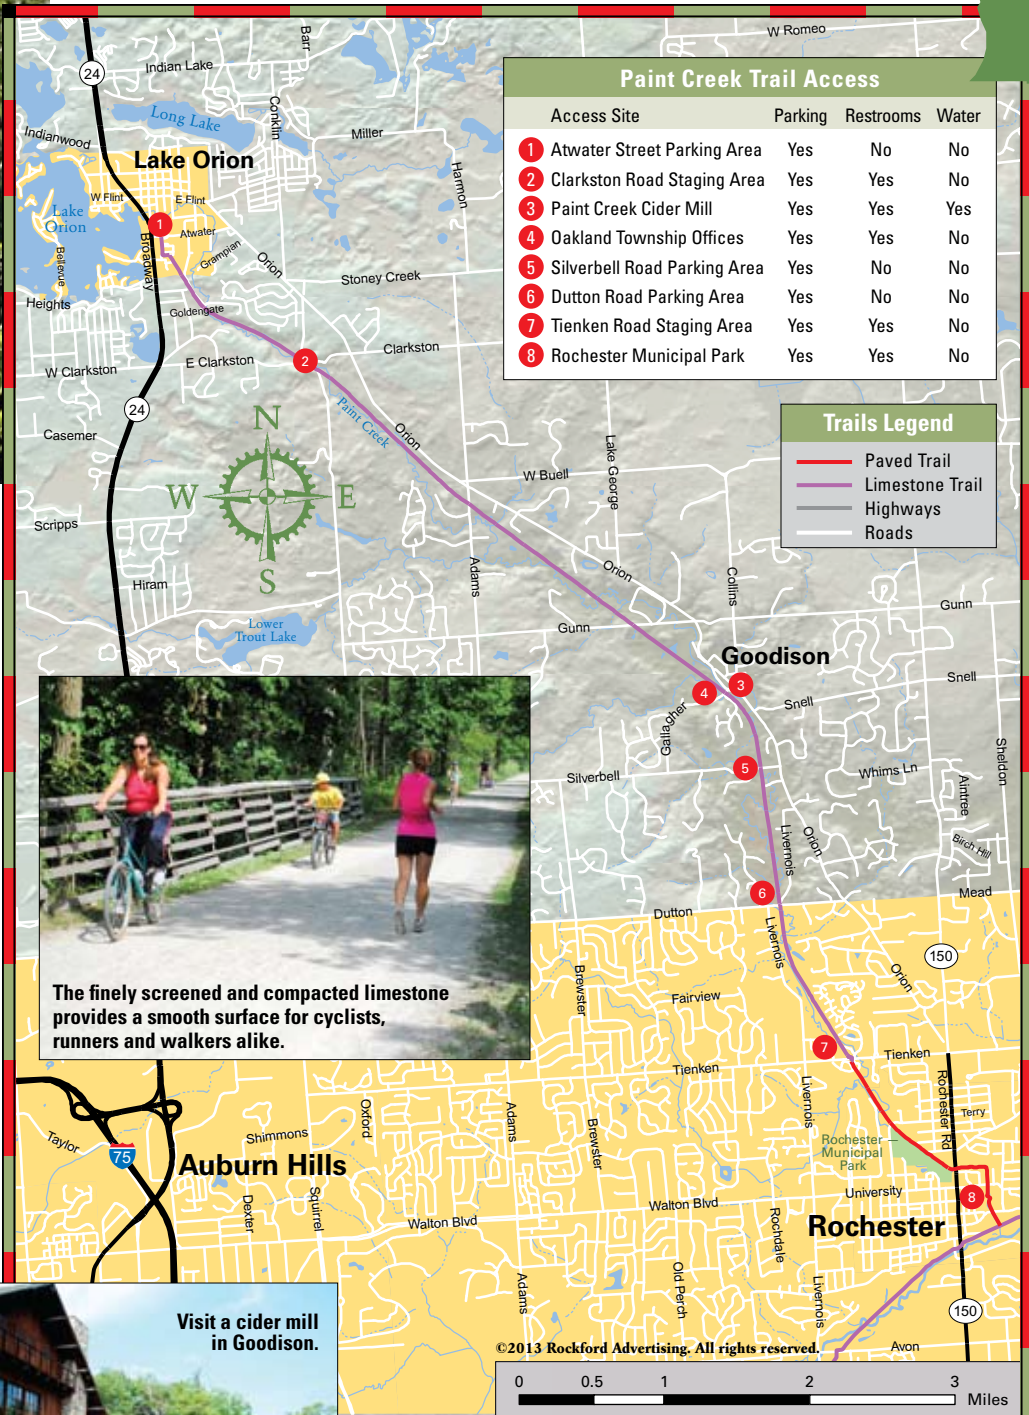 W Romeo
Barr
24
Indian Lake
Long Lake
Conklin
Miller
Indianwood
Lake Orion
Harmon
W Flint
E Flint
Lake
Orion
1
Atwater
Bellevue
Broadway
Grampian
Orion
Stoney Creek
Heights
Goldengate
W Clarkston
E Clarkston
2
Clarkston
24
Paint Creek
Orion
Casemer
N
W
E
S
W Buell
Lake George
Scripps
Adams
Orion
Collins
Hiram
Gunn
Lower
Trout Lake
Gunn
Goodison
3
4
Snell
Snell
Gallagher
Silverbell
5
Whims Ln
Sheldon
Aintree
Livernois
Orion
Birch Hill
6
Mead
Dutton
Livernois
150
Brewster
Orion
Fairview
7
Tienken
Tienken
Rochester Rd
Terry
Livernois
Rochester
Municipal
Park
University
8
Rochester
Taylor
75
Shimmons
Oxford
Adams
Brewster
Auburn Hills
Dexter
Squirrel
Walton Blvd
Walton Blvd
Rochdale
Adams
Old Perch
Livernois
150
Avon
Paint Creek Trail Access
Access Site Parking Restrooms Water
1 Atwater Street Parking Area Yes No No
2 Clarkston Road Staging Area Yes Yes No
3 Paint Creek Cider Mill Yes Yes Yes
4 Oakland Township Offices Yes Yes No
5 Silverbell Road Parking Area Yes No No
6 Dutton Road Parking Area Yes No No
7 Tienken Road Staging Area Yes Yes No
8 Rochester Municipal Park Yes Yes No
Trails Legend
Paved Trail
Limestone Trail
Highways
Roads
The finely screened and compacted limestone
provides a smooth surface for cyclists,
runners and walkers alike.
Visit a cider mill
in Goodison.
©2013 Rockford Advertising. All rights reserved.
0 0.5 1 2 3
Miles